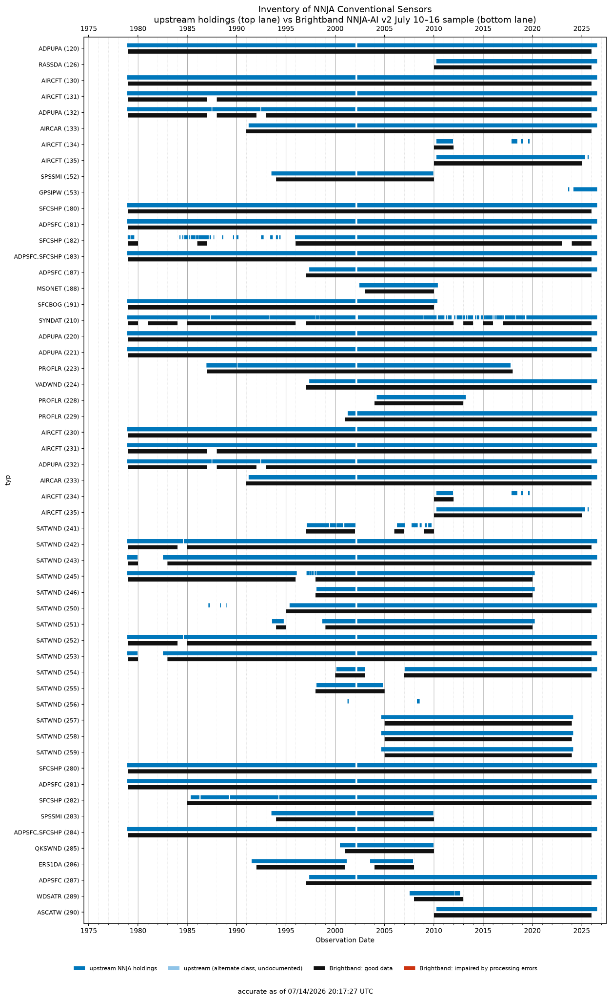 Inventory of NNJA Conventional Sensors
upstream holdings (top lane) vs Brightband NNJA-AI v2 July 10–16 sample (bottom lane)
1975 1980 1985 1990 1995 2000 2005 2010 2015 2020 2025
ADPUPA (120)
RASSDA (126)
AIRCFT (130)
AIRCFT (131)
ADPUPA (132)
AIRCAR (133)
AIRCFT (134)
AIRCFT (135)
SPSSMI (152)
GPSIPW (153)
SFCSHP (180)
ADPSFC (181)
SFCSHP (182)
ADPSFC,SFCSHP (183)
ADPSFC (187)
MSONET (188)
SFCBOG (191)
SYNDAT (210)
ADPUPA (220)
ADPUPA (221)
PROFLR (223)
VADWND (224)
PROFLR (228)
PROFLR (229)
AIRCFT (230)
AIRCFT (231)
ADPUPA (232)
AIRCAR (233)
AIRCFT (234)
AIRCFT (235)
SATWND (241)
SATWND (242)
SATWND (243)
SATWND (245)
SATWND (246)
SATWND (250)
SATWND (251)
SATWND (252)
SATWND (253)
SATWND (254)
SATWND (255)
SATWND (256)
SATWND (257)
SATWND (258)
SATWND (259)
SFCSHP (280)
ADPSFC (281)
SFCSHP (282)
SPSSMI (283)
ADPSFC,SFCSHP (284)
QKSWND (285)
ERS1DA (286)
ADPSFC (287)
WDSATR (289)
ASCATW (290)
typ
1975 1980 1985 1990 1995 2000 2005 2010 2015 2020 2025
Observation Date
upstream NNJA holdings upstream (alternate class, undocumented) Brightband: good data Brightband: impaired by processing errors
accurate as of 07/14/2026 20:17:27 UTC